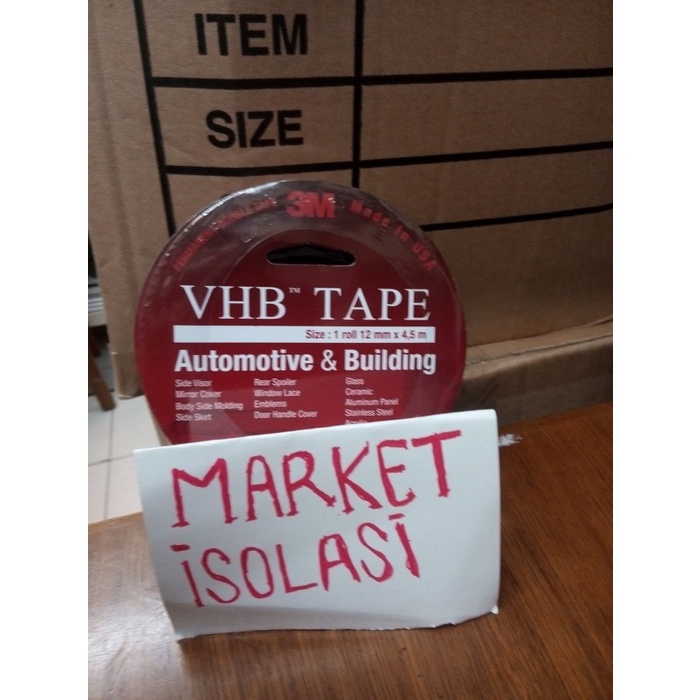 ITEM
SIZE
3M
Made in USA
VHB™ TAPE
Size : 1 roll 12 mm x 4,5 m
Automotive & Building
Side Visor
Mirror Cover
Body Side Molding
Side Skirt
Rear Spoiler
Window Lace
Emblems
Door Handle Cover
Glass
Ceramic
Aluminum Panel
Stainless Steel
MARKET
iSOLASi